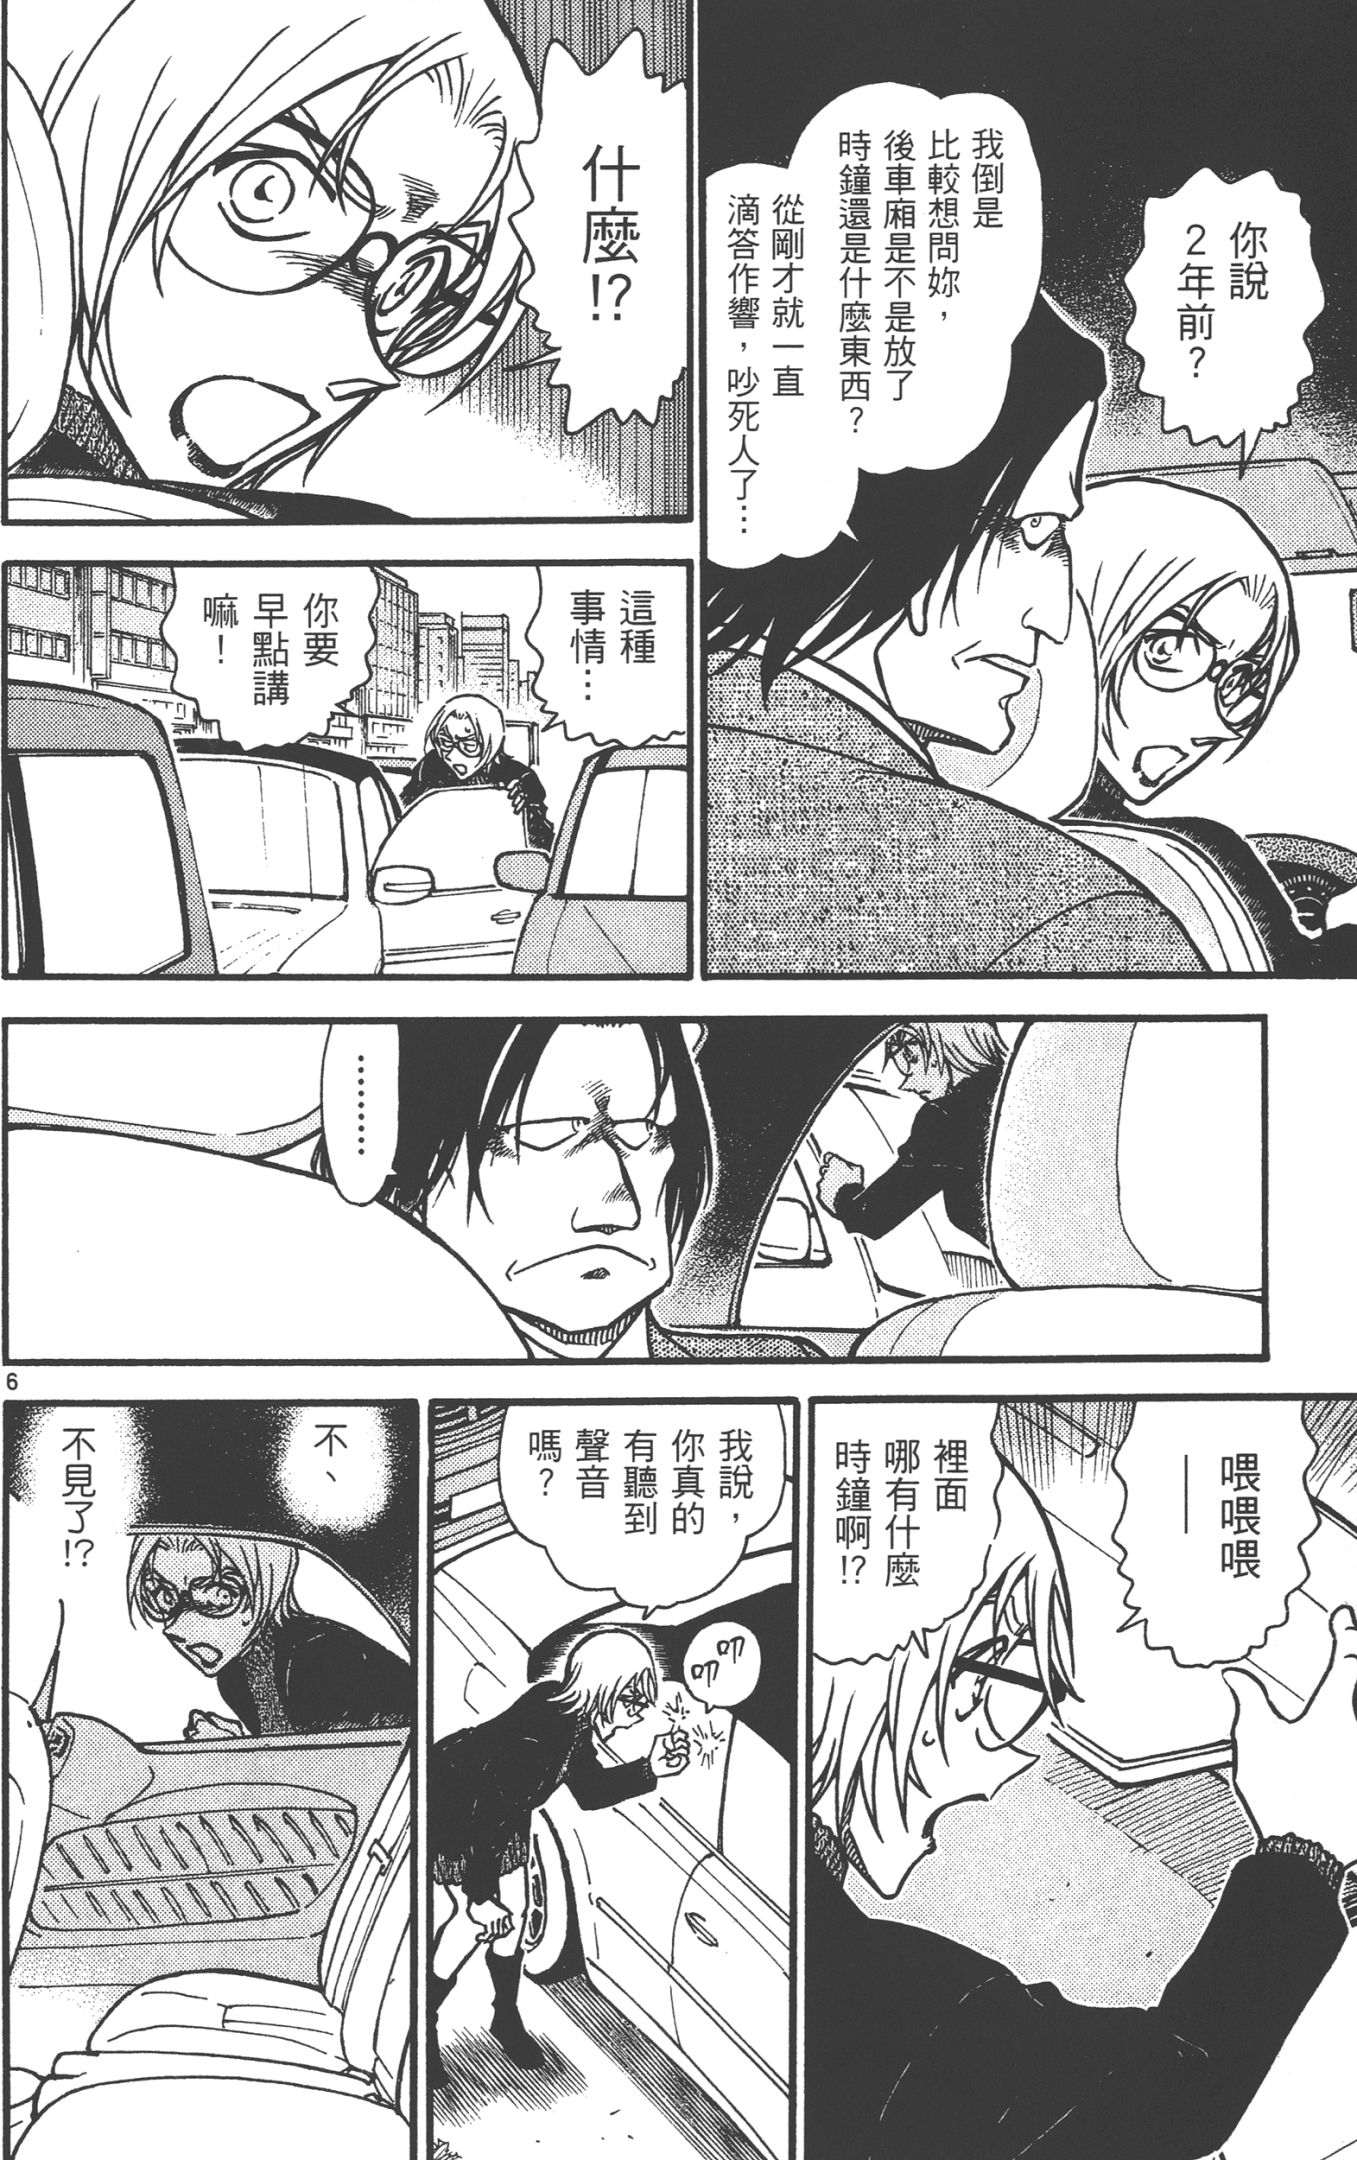 你說
2年前？
我倒是
比較想問妳，
後車廂是不是放了
時鐘還是什麼東西？
從剛才就一直
滴答作響，吵死人了…
什麼!?
這種
事情…
你要
早點講
嘛！
………
喂喂喂
——
裡面
哪有什麼
時鐘啊!?
我說，
你真的
有聽到
聲音
嗎？
叩
叩
不、
不見了!?
6